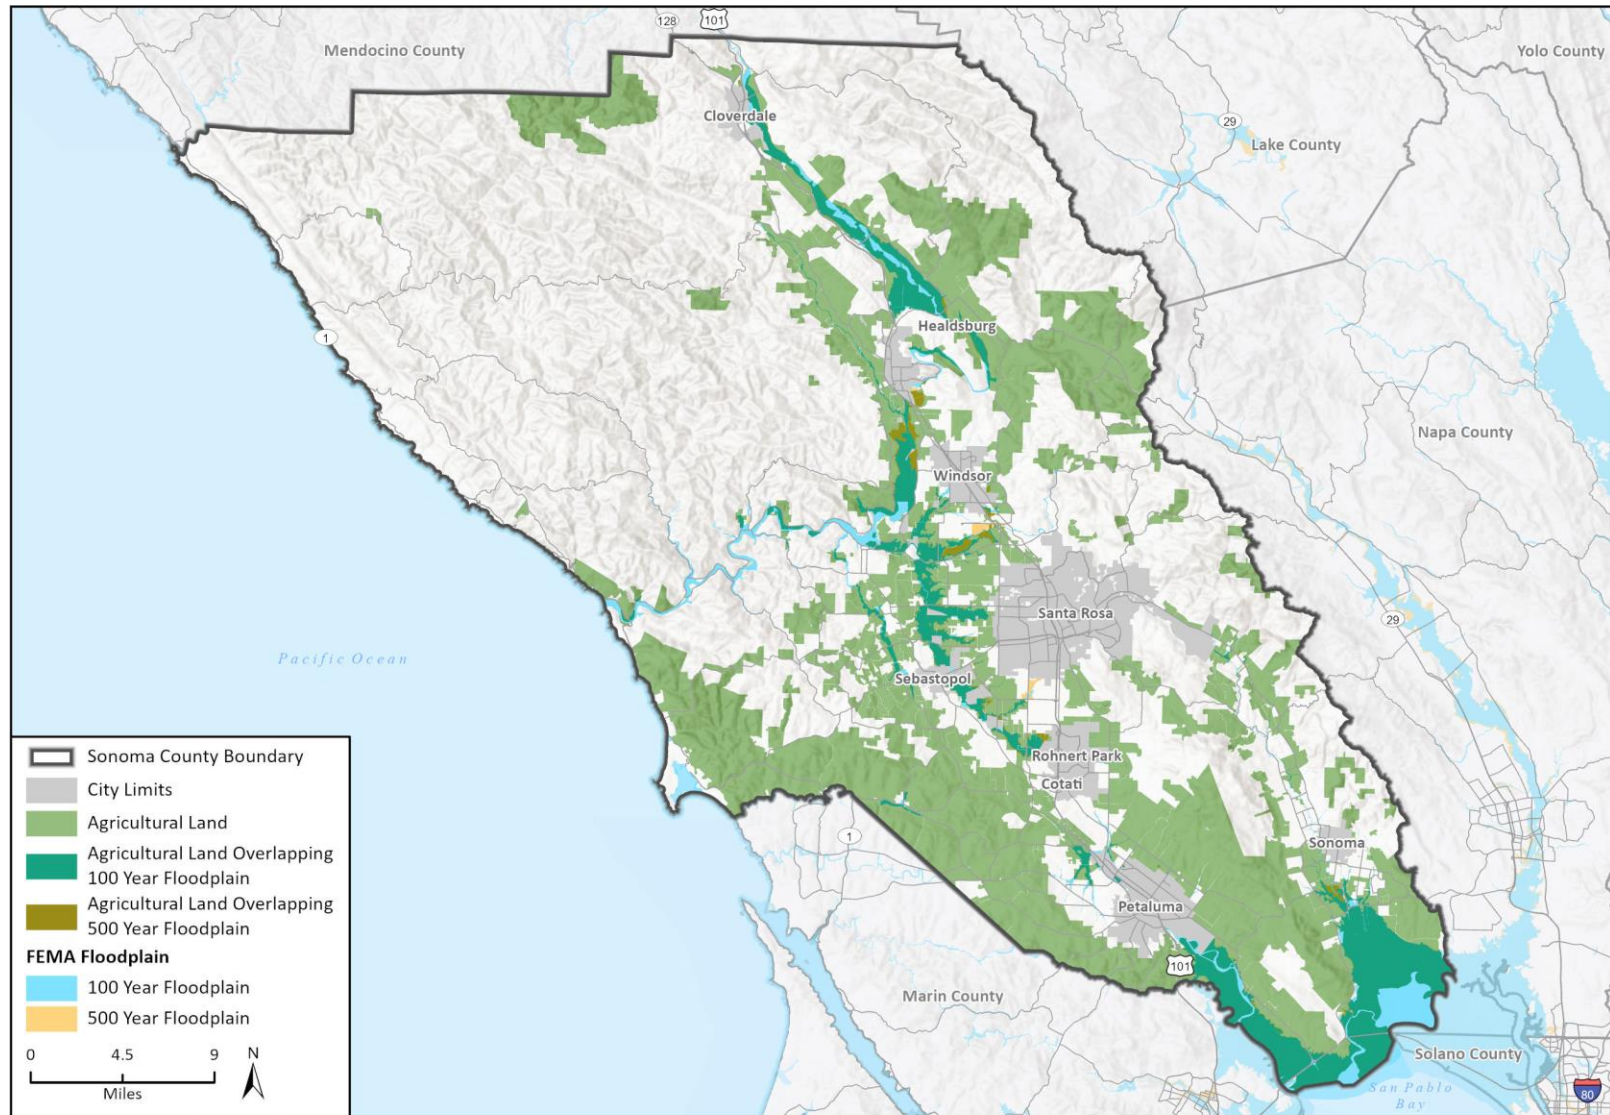 128
101
Mendocino County
Yolo County
Cloverdale
29
Lake County
1
Healdsburg
Napa County
Windsor
Santa Rosa
29
Pacific Ocean
Sebastopol
Rohnert Park
Cotati
1
Sonoma
Petaluma
101
Marin County
Solano County
San Pablo
Bay
80
Sonoma County Boundary
City Limits
Agricultural Land
Agricultural Land Overlapping
100 Year Floodplain
Agricultural Land Overlapping
500 Year Floodplain
FEMA Floodplain
100 Year Floodplain
500 Year Floodplain
0 4.5 9
Miles
N